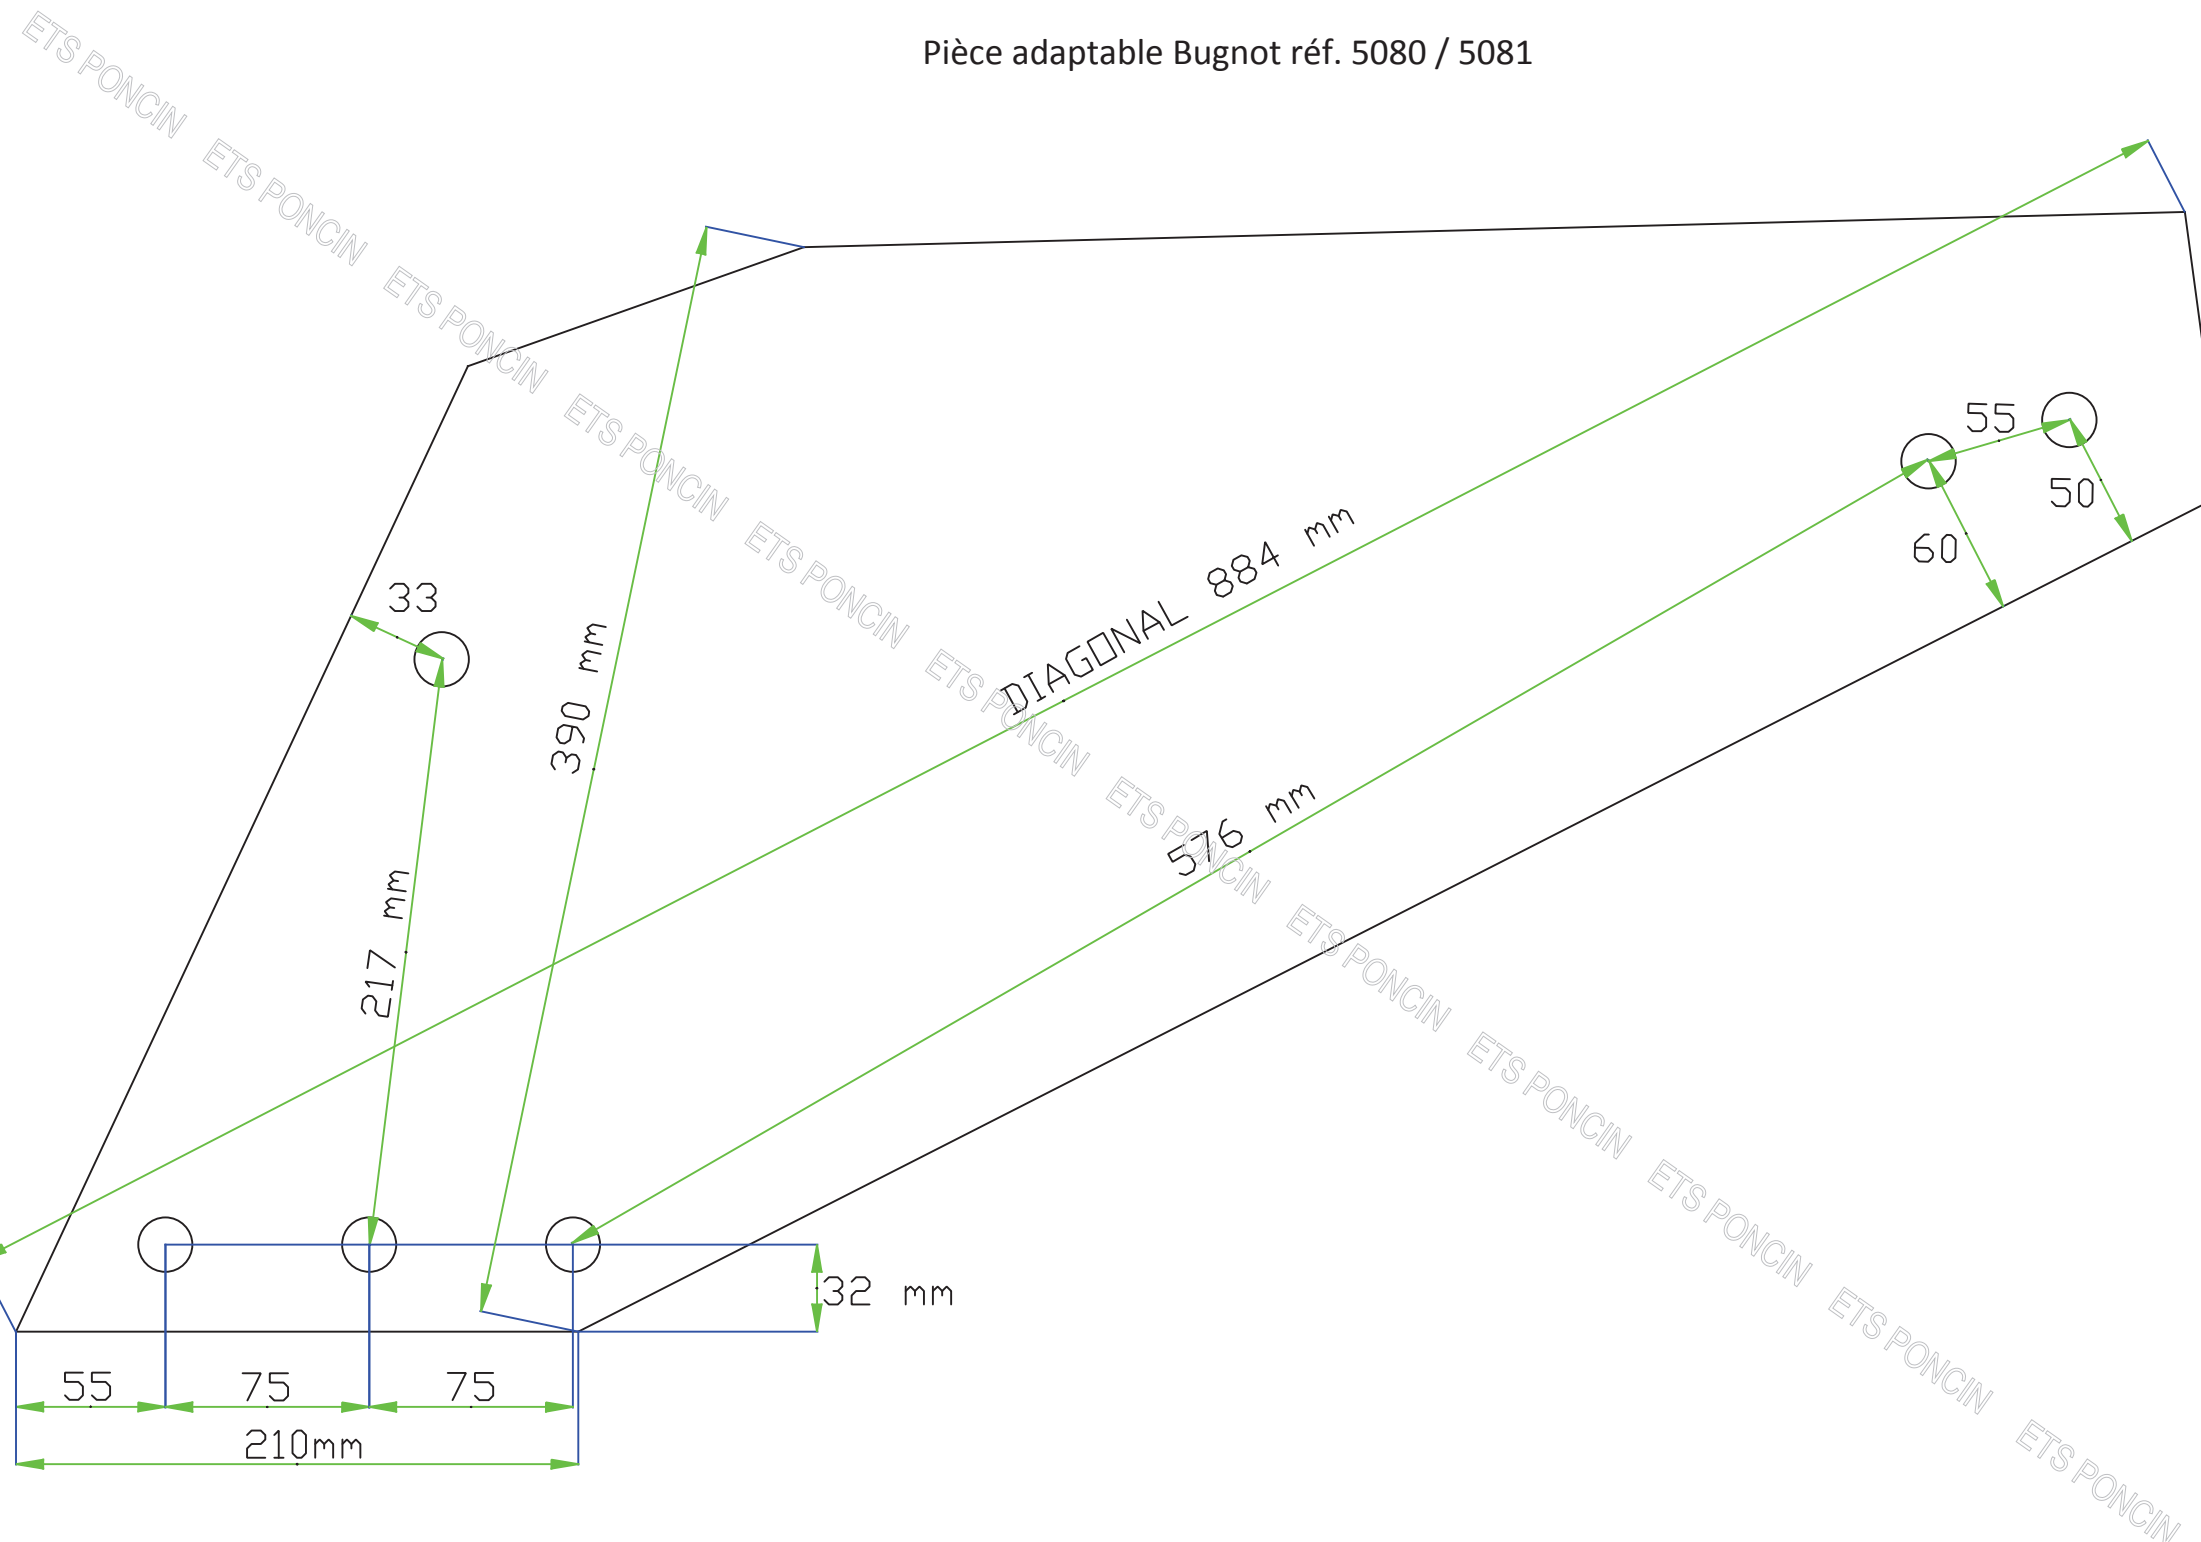 Pièce adaptable Bugnot réf. 5080 / 5081
ETS PONCIN ETS PONCIN ETS PONCIN ETS PONCIN ETS PONCIN ETS PONCIN ETS PONCIN ETS PONCIN ETS PONCIN ETS PONCIN ETS PONCIN ETS PONCIN
55
50
60
DIAGONAL 884 mm
33
390 mm
576 mm
217 mm
32 mm
55
75
75
210mm